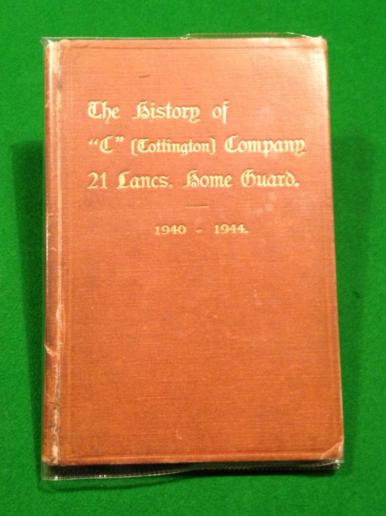 The History of
"C" (Tottington) Company
21 Lancs. Home Guard.
1940 - 1944.